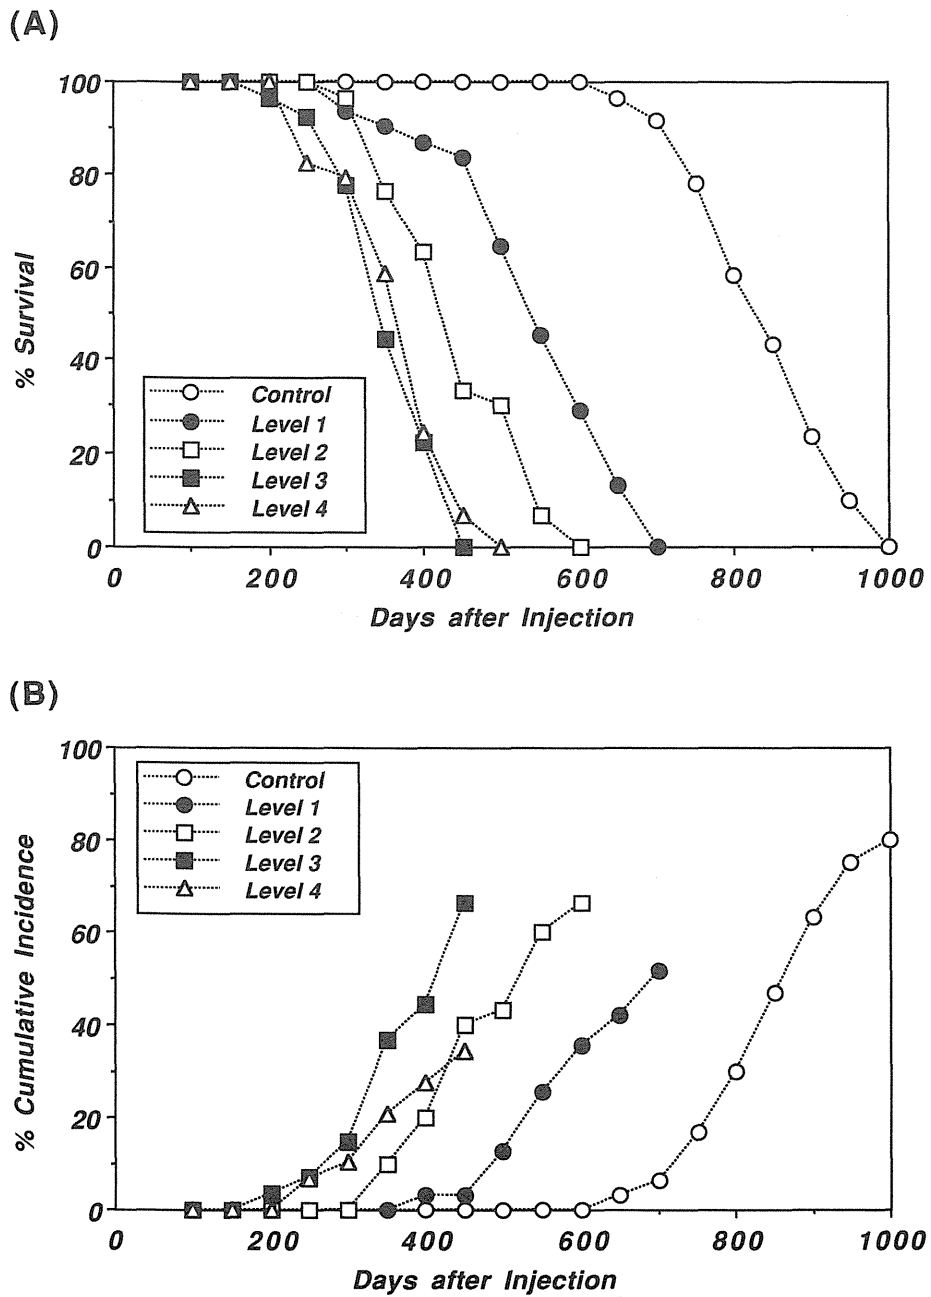 (A)
100
80
60
40
20
0
% Survival
Control
Level 1
Level 2
Level 3
Level 4
0 200 400 600 800 1000
Days after Injection
(B)
100
80
60
40
20
0
% Cumulative Incidence
Control
Level 1
Level 2
Level 3
Level 4
0 200 400 600 800 1000
Days after Injection